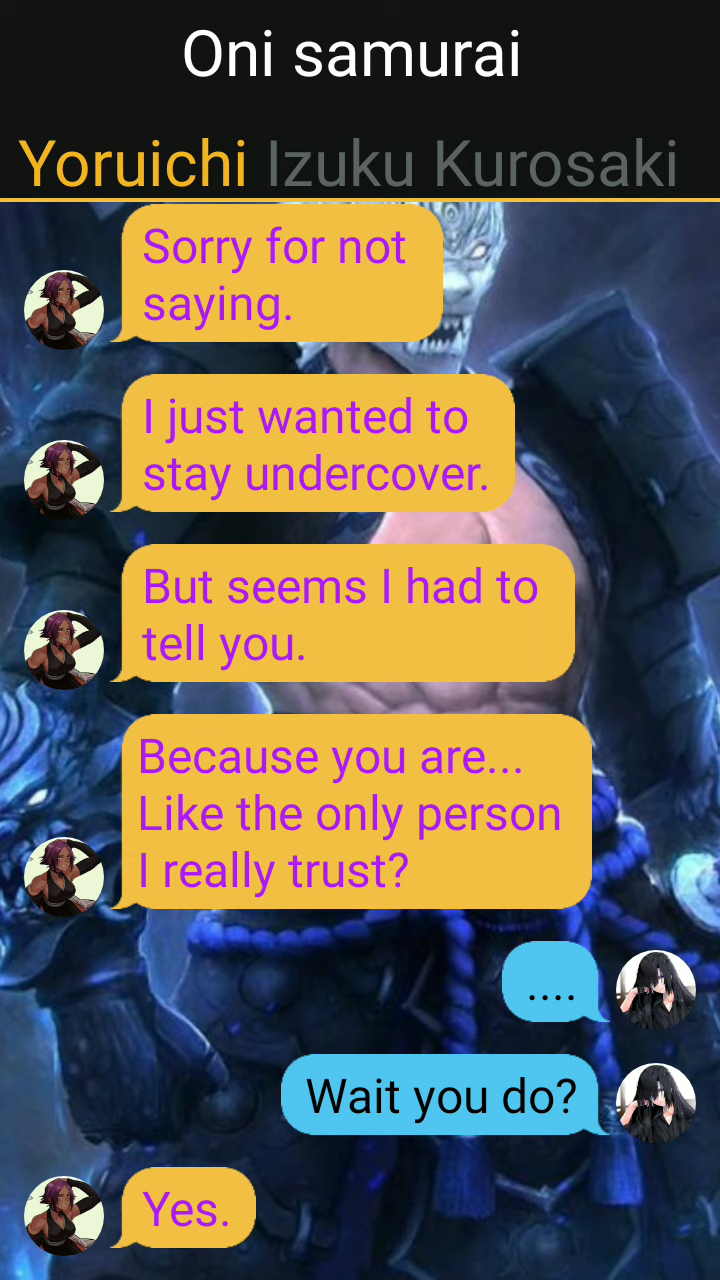 Oni samurai
Yoruichi Izuku Kurosaki
Sorry for not
saying.
I just wanted to
stay undercover.
But seems I had to
tell you.
Because you are...
Like the only person
I really trust?
....
Wait you do?
Yes.